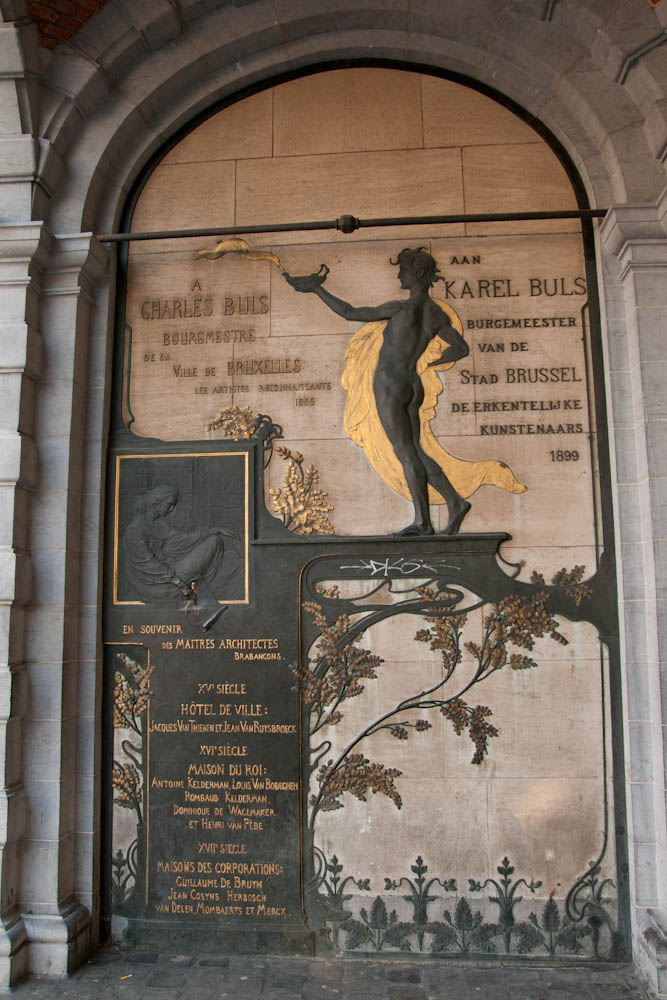 A
CHARLES BULS
BOURGMESTRE
DE LA
VILLE DE BRUXELLES
LES ARTISTES RECONNAISSANTS
AAN
KAREL BULS
BURGEMEESTER
VAN DE
STAD BRUSSEL
DE ERKENTELIJKE
KUNSTENAARS
1899
DKO
EN SOUVENIR
DES MAITRES ARCHITECTES
BRABANÇONS.
XVᵉ SIÈCLE
HÔTEL DE VILLE:
JACQUES VAN THIENEN ET JEAN VAN RUYSBROECK
XVIᵉ SIÈCLE
MAISON DU ROI:
ANTOINE KELDERMAN, LOUIS VAN BODEGHEM
ROMBAUD KELDERMAN,
DOMINIQUE DE WAGEMAKER
ET HENRI VAN PÈDE
XVIIᵉ SIECLE
MAISONS DES CORPORATIONS:
GUILLAUME DE BRUYN
JEAN COSYNS HERBOSCH
VAN DELEN, MOMBAERTS ET MERCX.